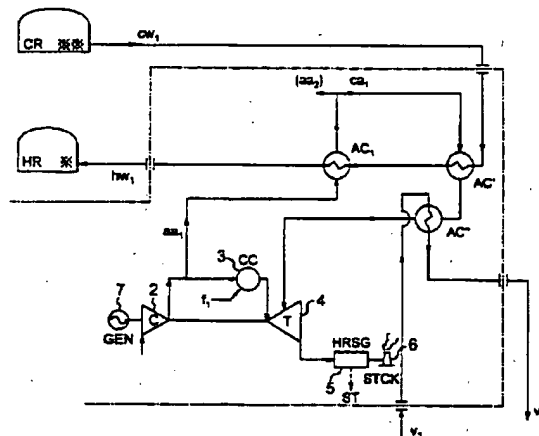 CR
cw1
(aa2)
ca1
HR
hw1
AC1
AC'
AC"
aa1
3
CC
7
2
f1
4
C
T
GEN
HRSG
6
5
STCK
ST
v1
v